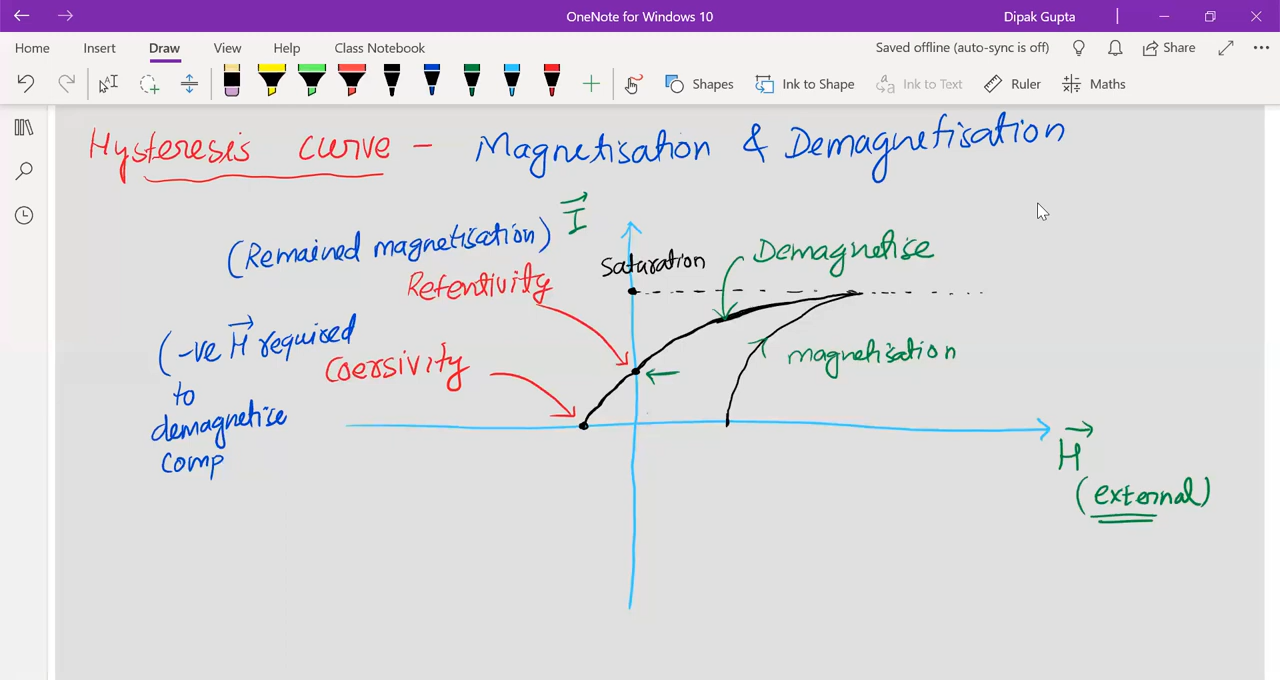 OneNote for Windows 10
Dipak Gupta
Home Insert Draw View Help Class Notebook
Saved offline (auto-sync is off)
Share
Shapes
Ink to Shape
Ink to Text
Ruler
Maths
Hysteresis curve - Magnetisation & Demagnetisation
I
(Remained magnetisation)
Saturation
Demagnetise
Retentivity
(-ve H required
to
demagnetise
comp
Coersivity
magnetisation
H
(external)